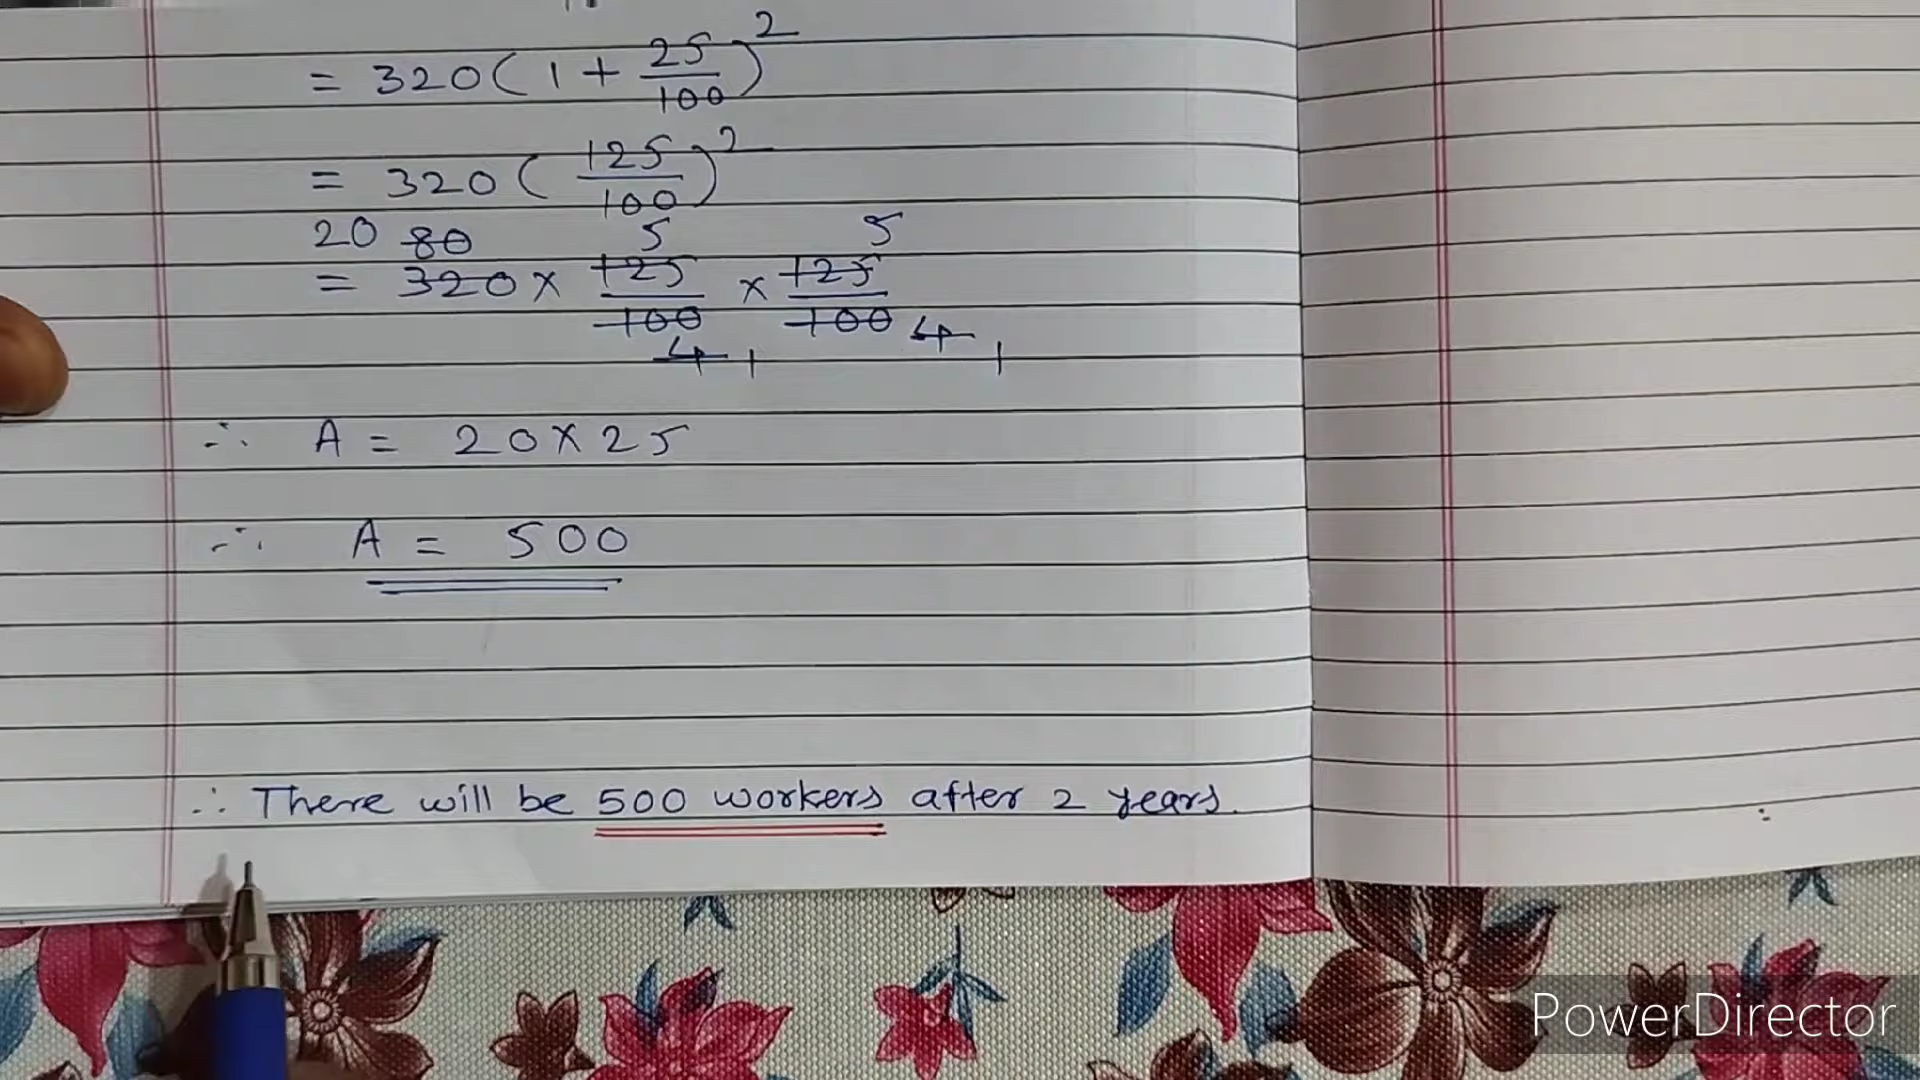 = 320 ( 1 + 25/100 )²
= 320 ( 125/100 )²
20 80 5 5
= 320 × 125/100 × 125/100
4 1 4 1
∴ A = 20 × 25
∴ A = 500
∴ There will be 500 workers after 2 years.
PowerDirector